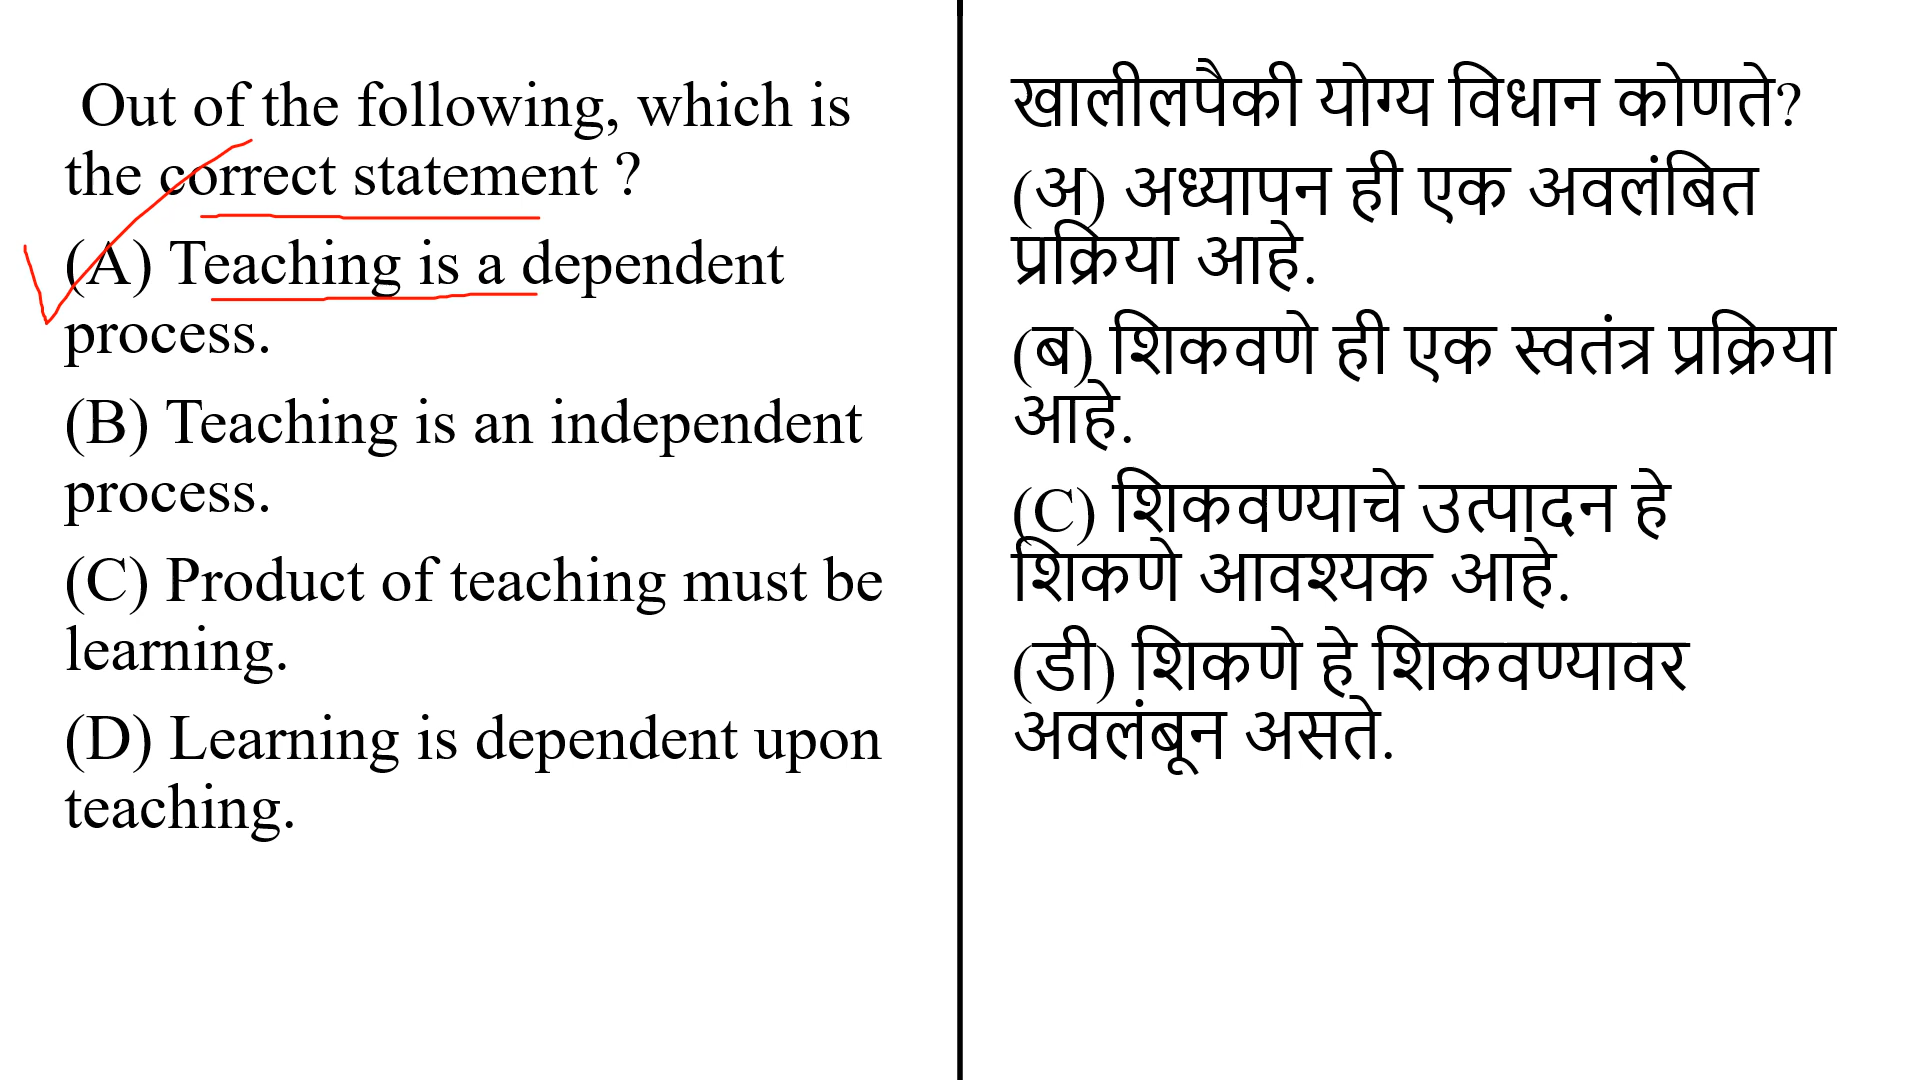 Out of the following, which is
the correct statement ?
(A) Teaching is a dependent
process.
(B) Teaching is an independent
process.
(C) Product of teaching must be
learning.
(D) Learning is dependent upon
teaching.
खालीलपैकी योग्य विधान कोणते?
(अ) अध्यापन ही एक अवलंबित
प्रक्रिया आहे.
(ब) शिकवणे ही एक स्वतंत्र प्रक्रिया
आहे.
(C) शिकवण्याचे उत्पादन हे
शिकणे आवश्यक आहे.
(डी) शिकणे हे शिकवण्यावर
अवलंबून असते.